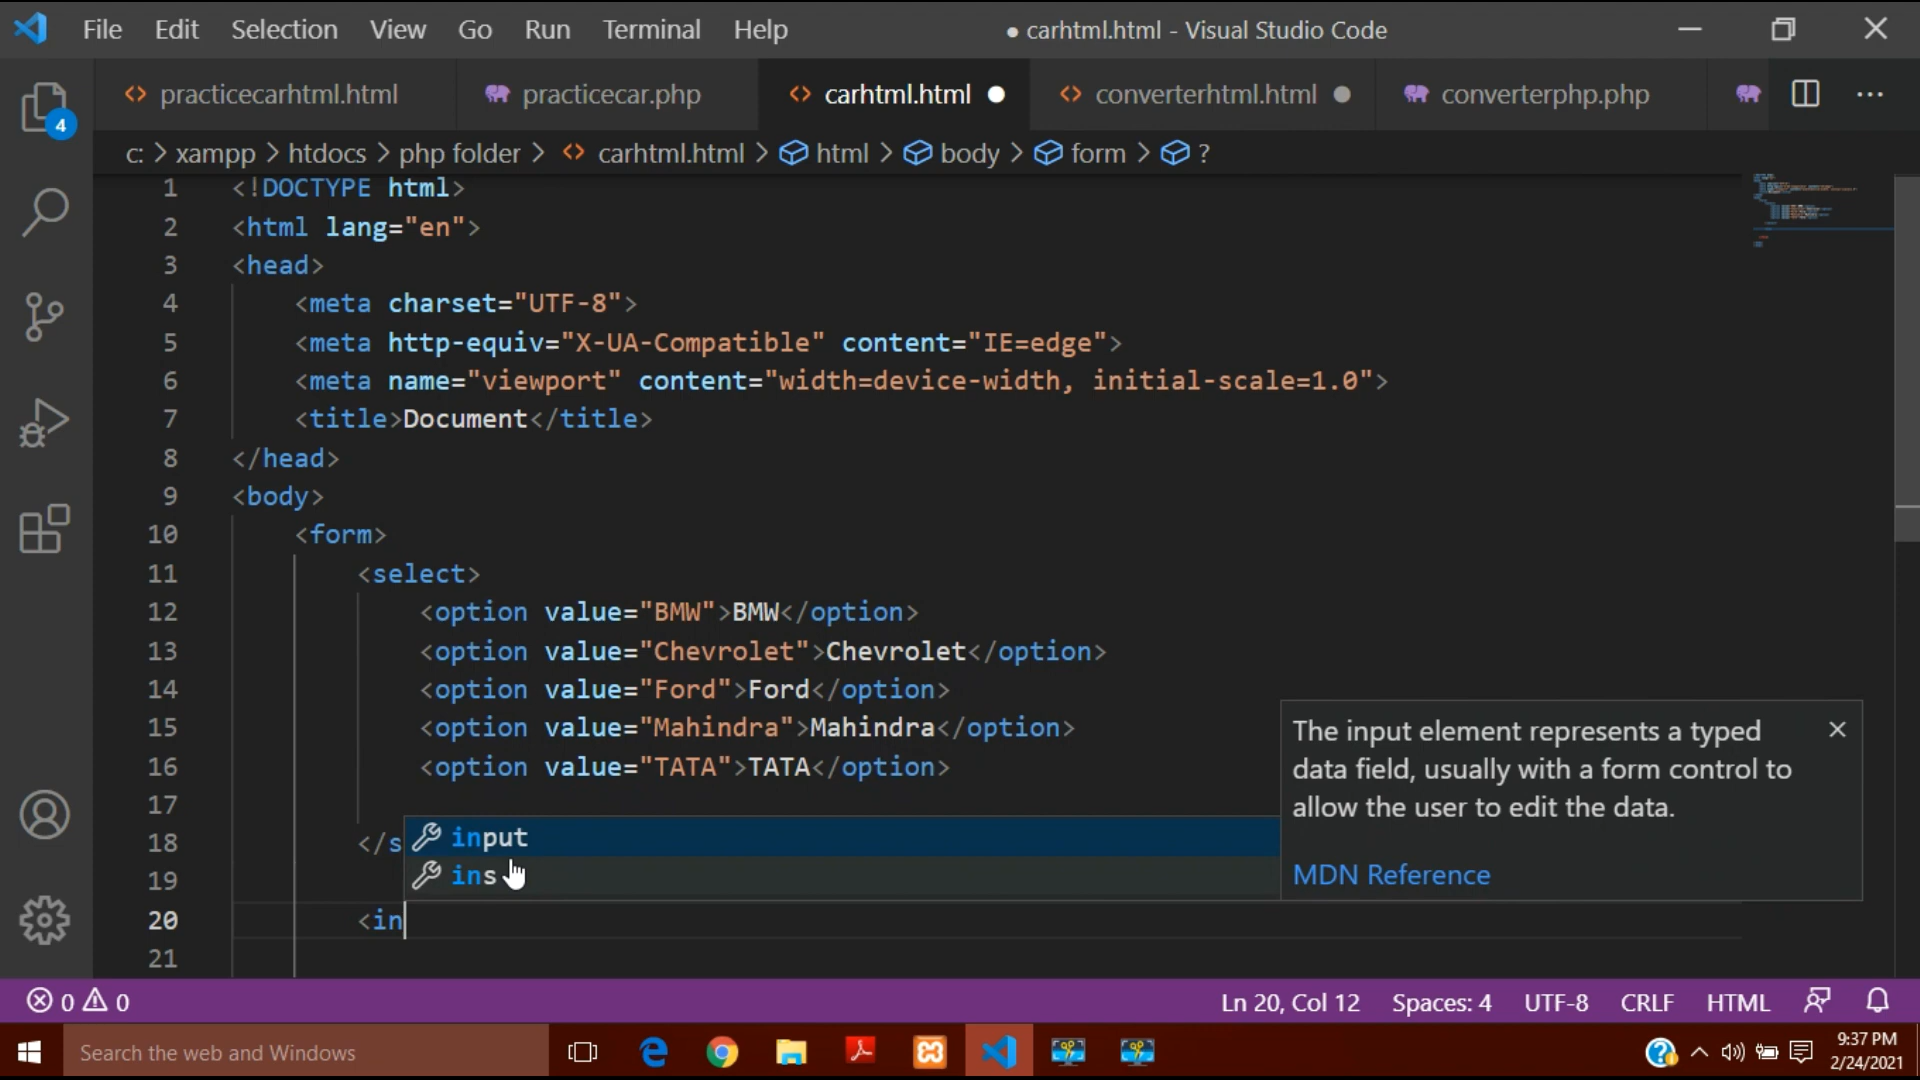 File Edit Selection View Go Run Terminal Help ● carhtml.html - Visual Studio Code
practicecarhtml.html practicecar.php carhtml.html converterhtml.html converterphp.php
c: > xampp > htdocs > php folder > carhtml.html > html > body > form > ?
1 <!DOCTYPE html>
2 <html lang="en">
3 <head>
4 <meta charset="UTF-8">
5 <meta http-equiv="X-UA-Compatible" content="IE=edge">
6 <meta name="viewport" content="width=device-width, initial-scale=1.0">
7 <title>Document</title>
8 </head>
9 <body>
10 <form>
11 <select>
12 <option value="BMW">BMW</option>
13 <option value="Chevrolet">Chevrolet</option>
14 <option value="Ford">Ford</option>
15 <option value="Mahindra">Mahindra</option>
16 <option value="TATA">TATA</option>
17
18 </s
19
20 <in
21
input
ins
The input element represents a typed
data field, usually with a form control to
allow the user to edit the data.
MDN Reference
4
0 0 Ln 20, Col 12 Spaces: 4 UTF-8 CRLF HTML
Search the web and Windows
9:37 PM
2/24/2021